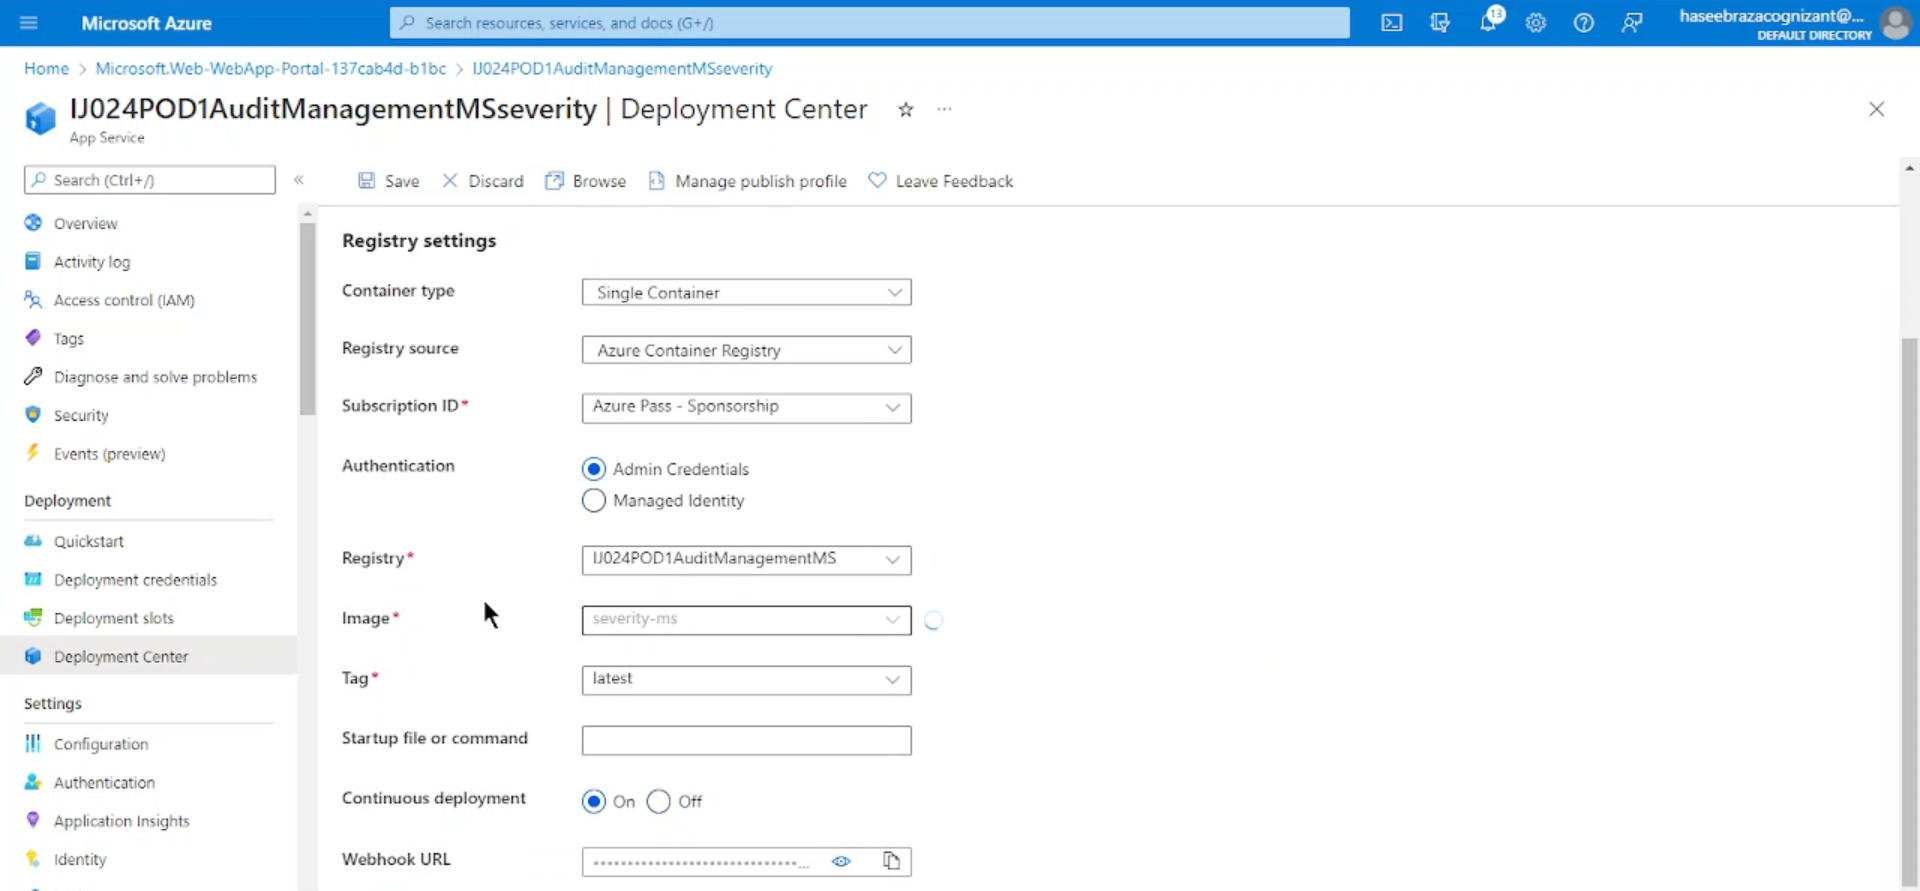 Microsoft Azure
Search resources, services, and docs (G+/)
13
haseebrazacognizant@...
DEFAULT DIRECTORY
Home > Microsoft.Web-WebApp-Portal-137cab4d-b1bc > IJ024POD1AuditManagementMSseverity
IJ024POD1AuditManagementMSseverity | Deployment Center
App Service
Search (Ctrl+/)
Save
Discard
Browse
Manage publish profile
Leave Feedback
Overview
Activity log
Access control (IAM)
Tags
Diagnose and solve problems
Security
Events (preview)
Deployment
Quickstart
Deployment credentials
Deployment slots
Deployment Center
Settings
Configuration
Authentication
Application Insights
Identity
Registry settings
Container type
Single Container
Registry source
Azure Container Registry
Subscription ID*
Azure Pass - Sponsorship
Authentication
Admin Credentials
Managed Identity
Registry*
IJ024POD1AuditManagementMS
Image*
severity-ms
Tag*
latest
Startup file or command
Continuous deployment
On
Off
Webhook URL